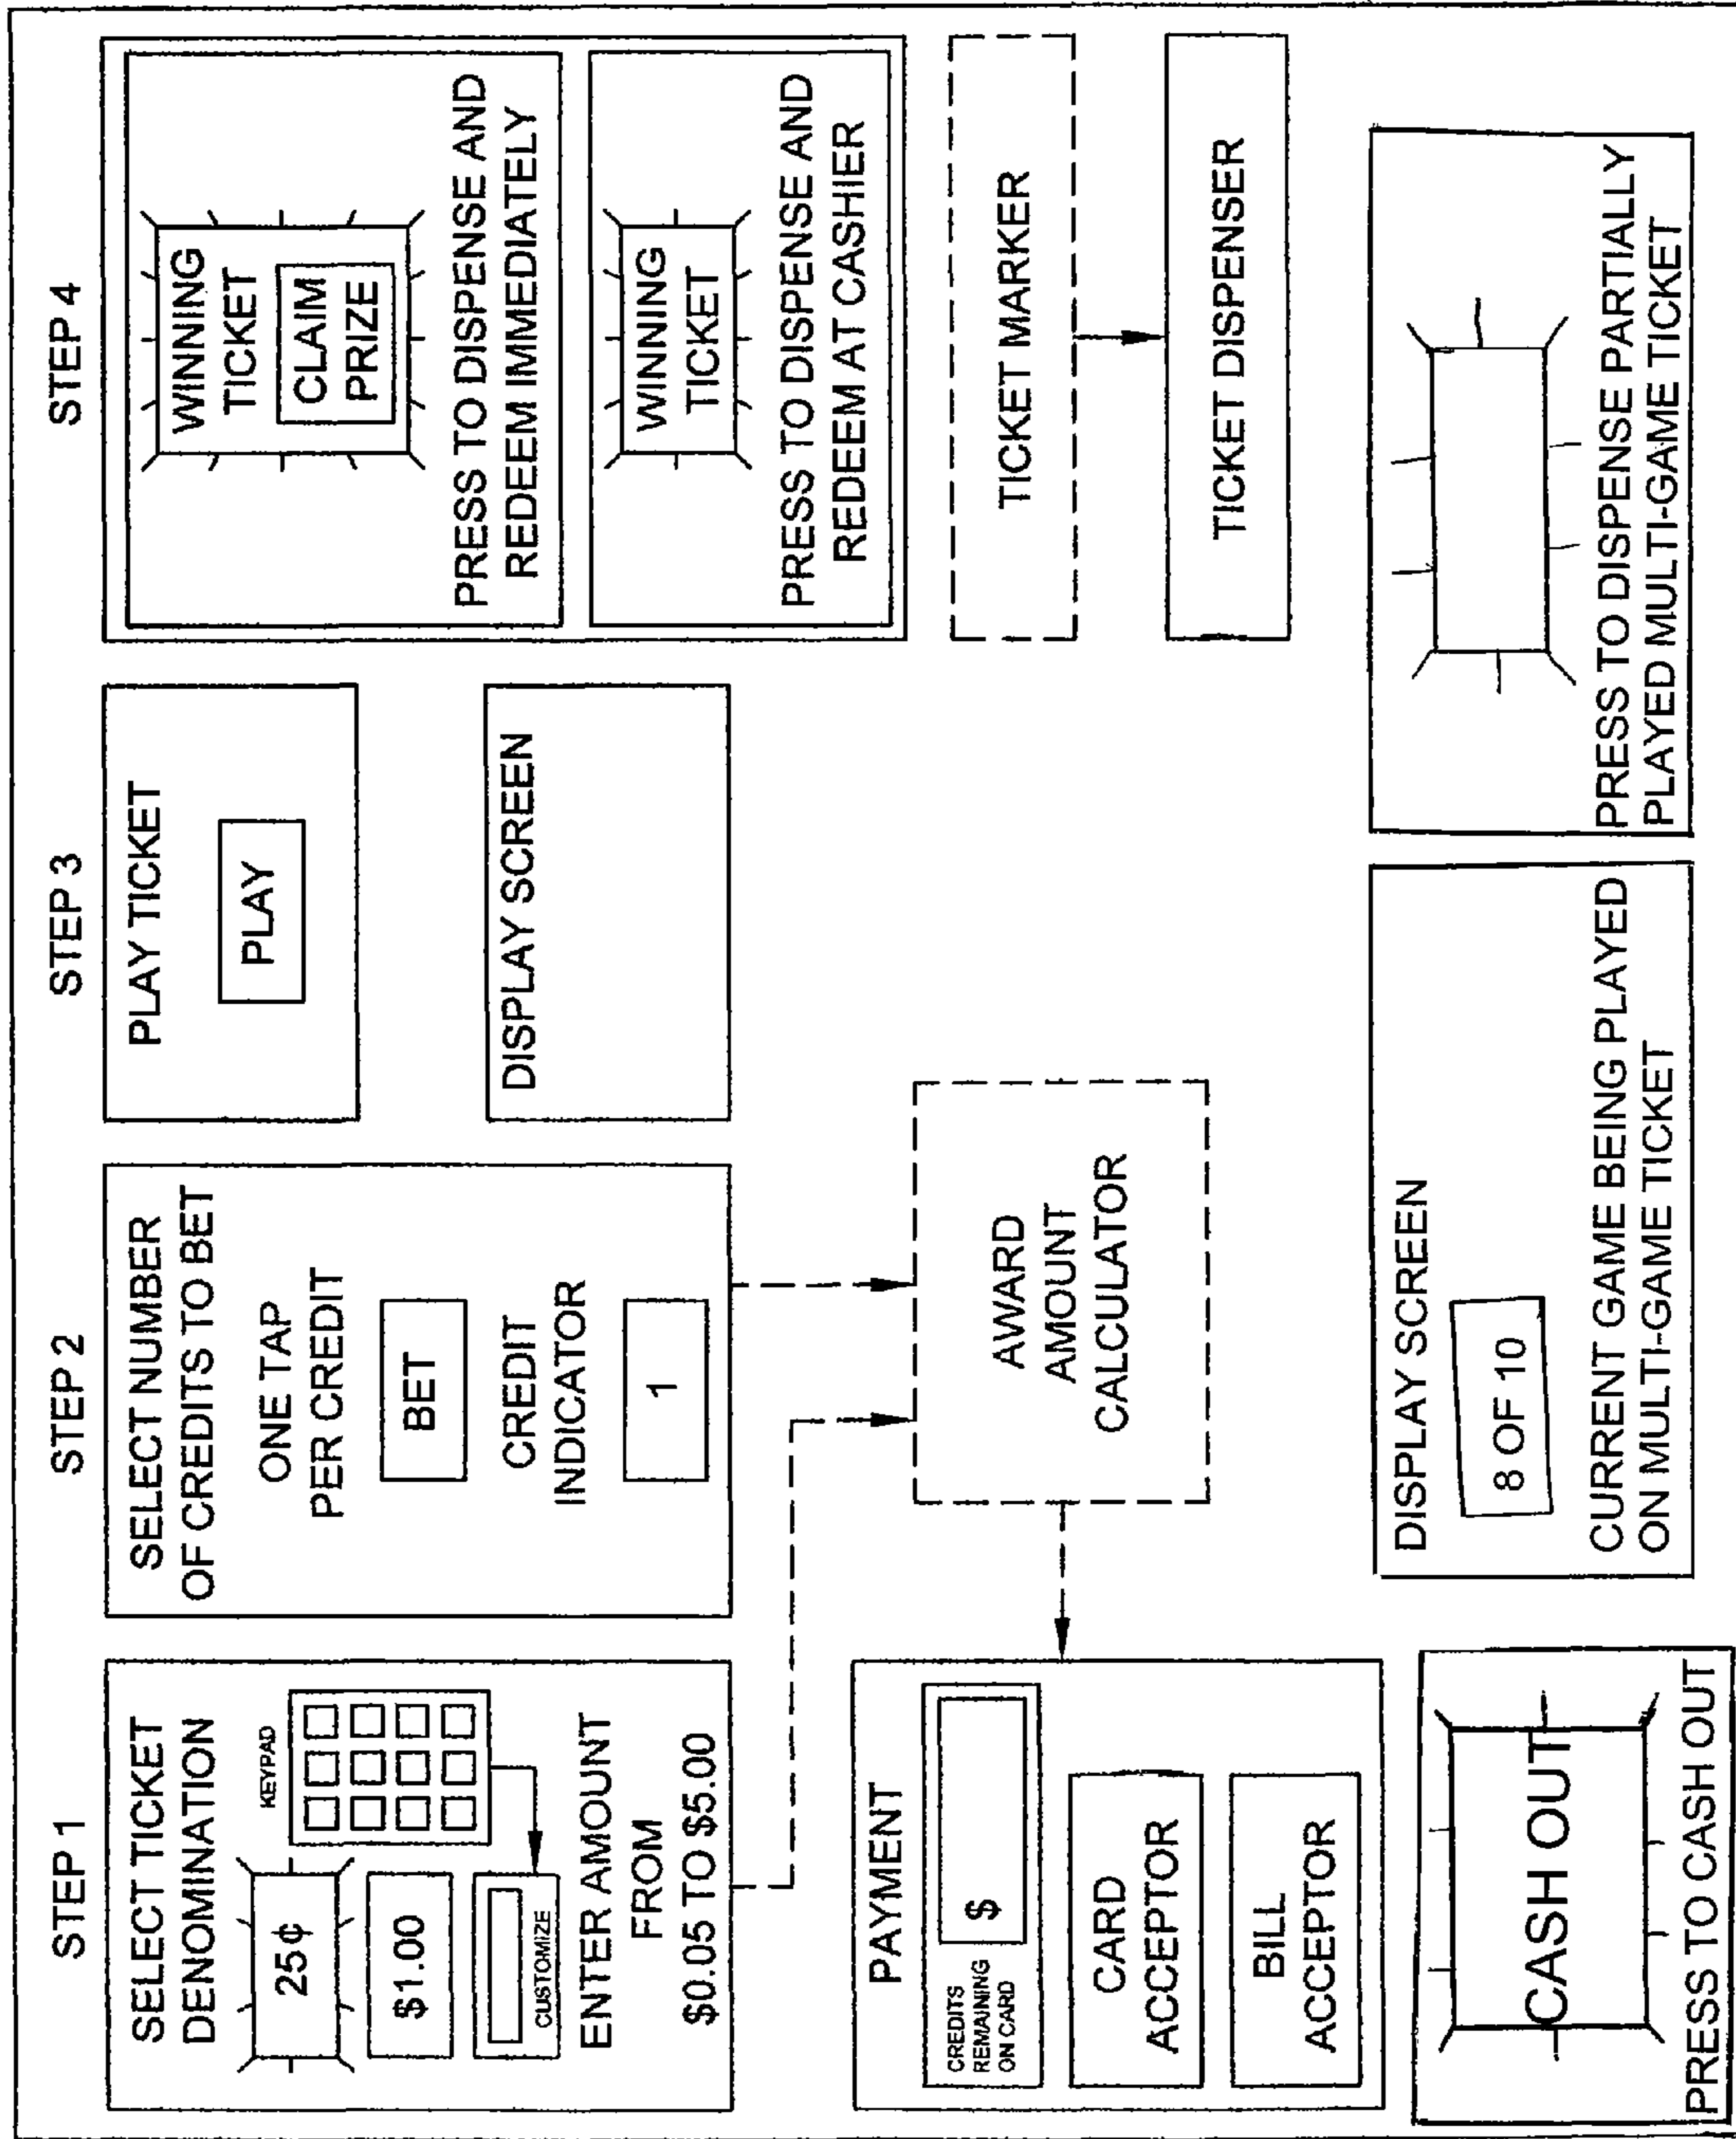 STEP 1
SELECT TICKET
DENOMINATION
KEYPAD
25¢
$1.00
CUSTOMIZE
ENTER AMOUNT
FROM
$0.05 TO $5.00
STEP 2
SELECT NUMBER
OF CREDITS TO BET
ONE TAP
PER CREDIT
BET
CREDIT
INDICATOR
1
STEP 3
PLAY TICKET
PLAY
DISPLAY SCREEN
STEP 4
WINNING
TICKET
CLAIM
PRIZE
PRESS TO DISPENSE AND
REDEEM IMMEDIATELY
WINNING
TICKET
PRESS TO DISPENSE AND
REDEEM AT CASHIER
PAYMENT
CREDITS
REMAINING
ON CARD
$
CARD
ACCEPTOR
BILL
ACCEPTOR
AWARD
AMOUNT
CALCULATOR
TICKET MARKER
TICKET DISPENSER
CASH OUT
PRESS TO CASH OUT
DISPLAY SCREEN
8 OF 10
CURRENT GAME BEING PLAYED
ON MULTI-GAME TICKET
PRESS TO DISPENSE PARTIALLY
PLAYED MULTI-GAME TICKET